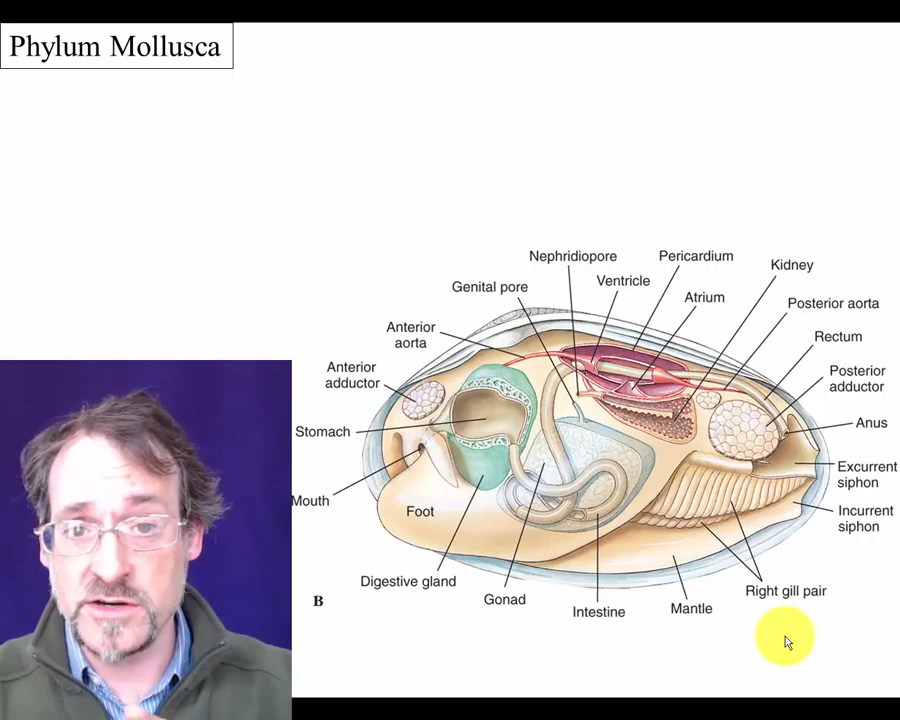 Phylum Mollusca
Nephridiopore
Pericardium
Kidney
Genital pore
Ventricle
Atrium
Posterior aorta
Anterior
aorta
Rectum
Anterior
adductor
Posterior
adductor
Stomach
Anus
Mouth
Foot
Excurrent
siphon
Incurrent
siphon
Digestive gland
Gonad
Intestine
Mantle
Right gill pair
B